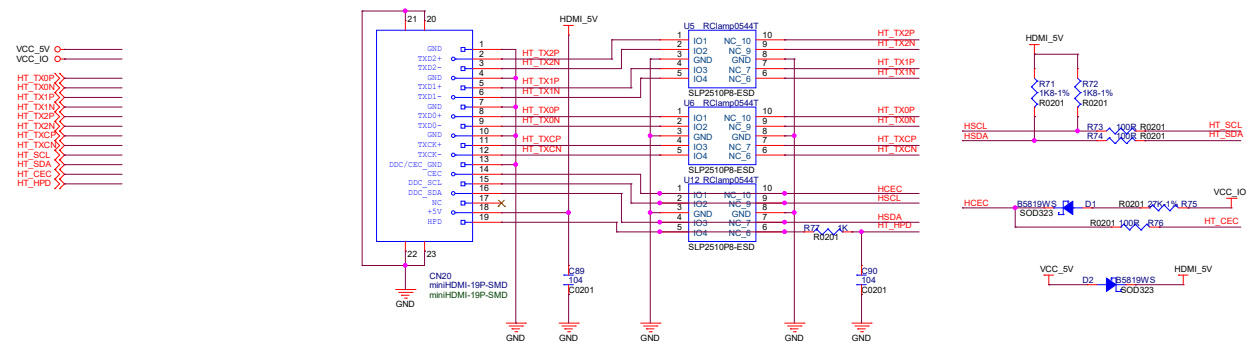 VCC_5V
VCC_IO
HT_TX0P
HT_TX0N
HT_TX1P
HT_TX1N
HT_TX2P
HT_TX2N
HT_TXCP
HT_TXCN
HT_SCL
HT_SDA
HT_CEC
HT_HPD
21 20
GND 1
TXD2+ 2
TXD2- 3
GND 4
TXD1+ 5
TXD1- 6
GND 7
TXD0+ 8
TXD0- 9
GND 10
TXCK+ 11
TXCK- 12
DDC/CEC_GND 13
CEC 14
DDC_SCL 15
DDC_SDA 16
NC 17
+5V 18
HPD 19
22 23
CN20
miniHDMI-19P-SMD
miniHDMI-19P-SMD
GND
HT_TX2P
HT_TX2N
HT_TX1P
HT_TX1N
HT_TX0P
HT_TX0N
HT_TXCP
HT_TXCN
HDMI_5V
C89
104
C0201
GND
GND
GND
GND
GND
U5 RClamp0544T
1 IO1 NC_10 10 HT_TX2P
2 IO2 NC_9 9 HT_TX2N
3 GND GND 8
4 IO3 NC_7 7 HT_TX1P
5 IO4 NC_6 6 HT_TX1N
SLP2510P8-ESD
U6 RClamp0544T
1 IO1 NC_10 10 HT_TX0P
2 IO2 NC_9 9 HT_TX0N
3 GND GND 8
4 IO3 NC_7 7 HT_TXCP
5 IO4 NC_6 6 HT_TXCN
SLP2510P8-ESD
U12 RClamp0544T
1 IO1 NC_10 10 HCEC
2 IO2 NC_9 9 HSCL
3 GND GND 8
4 IO3 NC_7 7 HSDA
5 IO4 NC_6 6 HT_HPD
SLP2510P8-ESD
R77 1K
R0201
C90
104
C0201
HDMI_5V
R71 R72
1K8-1% 1K8-1%
R0201 R0201
HSCL R73 100R R0201 HT_SCL
HSDA R74 100R R0201 HT_SDA
VCC_IO
HCEC B5819WS D1 R0201 27K-1% R75
SOD323
R0201 100R R76 HT_CEC
VCC_5V HDMI_5V
D2 B5819WS
SOD323